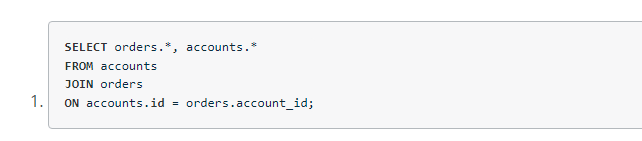 SELECT orders.*, accounts.*
FROM accounts
JOIN orders
1. ON accounts.id = orders.account_id;